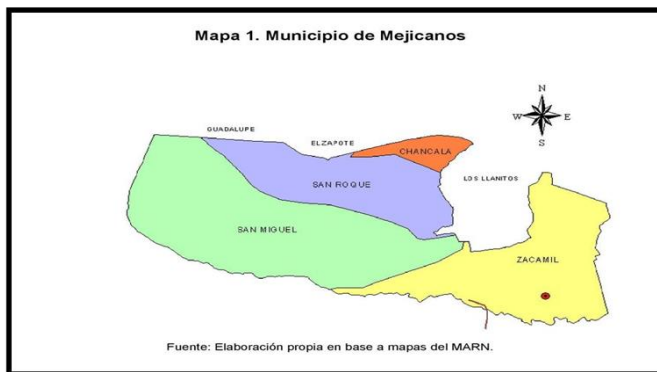 Mapa 1. Municipio de Mejicanos
N
W E
S
GUADALUPE
ELZAPOTE
CHANCALA
LOS LLANITOS
SAN ROQUE
SAN MIGUEL
ZACAMIL
Fuente: Elaboración propia en base a mapas del MARN.